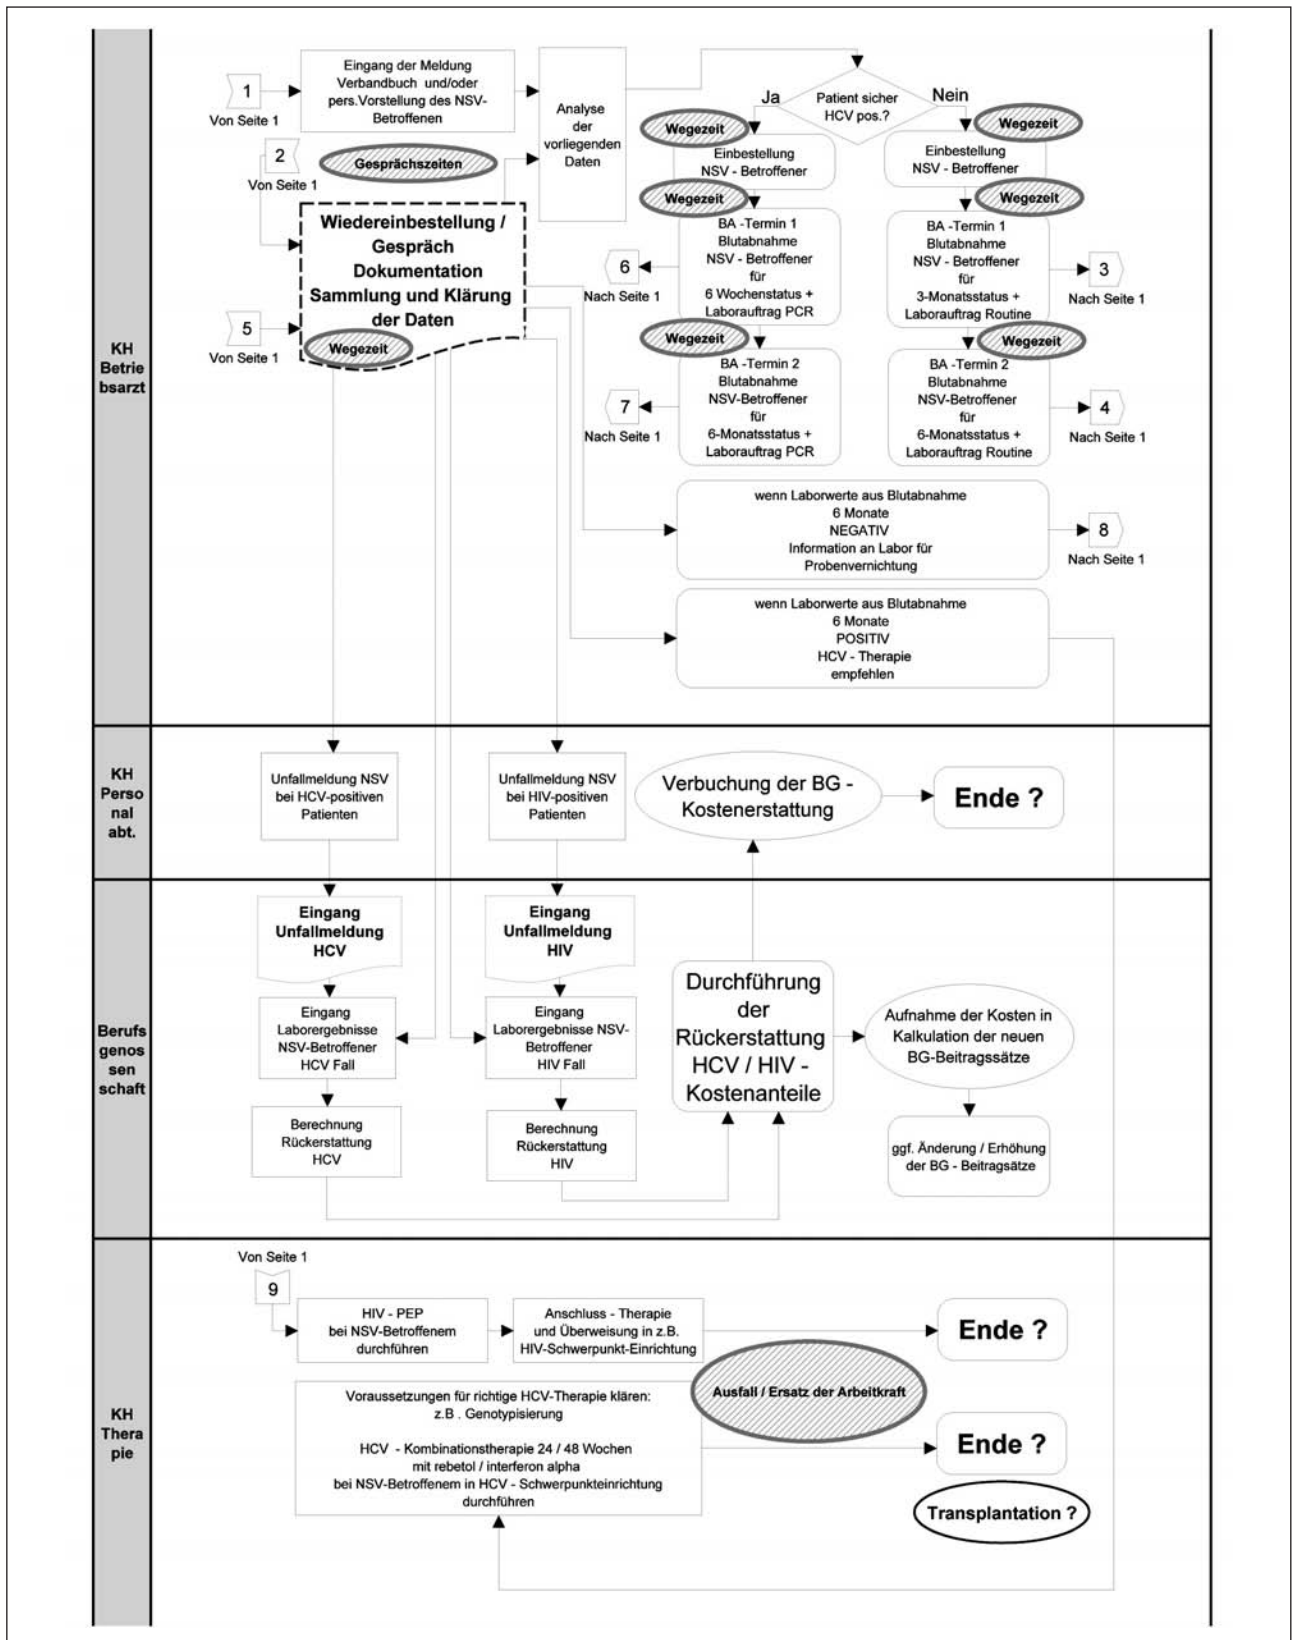 KH
Betrie
bsarzt
1
Von Seite 1
Eingang der Meldung
Verbandbuch und/oder
pers.Vorstellung des NSV-
Betroffenen
Analyse
der
vorliegenden
Daten
2
Von Seite 1
Gesprächszeiten
Wiedereinbestellung /
Gespräch
Dokumentation
Sammlung und Klärung
der Daten
Wegezeit
5
Von Seite 1
Patient sicher
HCV pos.?
Ja
Nein
Wegezeit
Einbestellung
NSV - Betroffener
Wegezeit
BA -Termin 1
Blutabnahme
NSV - Betroffener
für
6 Wochenstatus +
Laborauftrag PCR
6
Nach Seite 1
Wegezeit
BA -Termin 2
Blutabnahme
NSV-Betroffener
für
6-Monatsstatus +
Laborauftrag PCR
7
Nach Seite 1
Wegezeit
Einbestellung
NSV - Betroffener
Wegezeit
BA -Termin 1
Blutabnahme
NSV - Betroffener
für
3-Monatsstatus +
Laborauftrag Routine
3
Nach Seite 1
Wegezeit
BA -Termin 2
Blutabnahme
NSV-Betroffener
für
6-Monatsstatus +
Laborauftrag Routine
4
Nach Seite 1
wenn Laborwerte aus Blutabnahme
6 Monate
NEGATIV
Information an Labor für
Probenvernichtung
8
Nach Seite 1
wenn Laborwerte aus Blutabnahme
6 Monate
POSITIV
HCV - Therapie
empfehlen
KH
Perso
nal
abt.
Unfallmeldung NSV
bei HCV-positiven
Patienten
Unfallmeldung NSV
bei HIV-positiven
Patienten
Verbuchung der BG -
Kostenerstattung
Ende ?
Berufs
genos
sen
schaft
Eingang
Unfallmeldung
HCV
Eingang
Unfallmeldung
HIV
Eingang
Laborergebnisse
NSV-Betroffener
HCV Fall
Eingang
Laborergebnisse NSV-
Betroffener
HIV Fall
Berechnung
Rückerstattung
HCV
Berechnung
Rückerstattung
HIV
Durchführung
der
Rückerstattung
HCV / HIV -
Kostenanteile
Aufnahme der Kosten in
Kalkulation der neuen
BG-Beitragssätze
ggf. Änderung / Erhöhung
der BG - Beitragsätze
KH
Thera
pie
Von Seite 1
9
HIV - PEP
bei NSV-Betroffenem
durchführen
Anschluss - Therapie
und Überweisung in z.B.
HIV-Schwerpunkt-Einrichtung
Ende ?
Ausfall / Ersatz der Arbeitkraft
Voraussetzungen für richtige HCV-Therapie klären:
z.B . Genotypisierung
HCV - Kombinationstherapie 24 / 48 Wochen
mit rebetol / interferon alpha
bei NSV-Betroffenem in HCV - Schwerpunkteinrichtung
durchführen
Ende ?
Transplantation ?